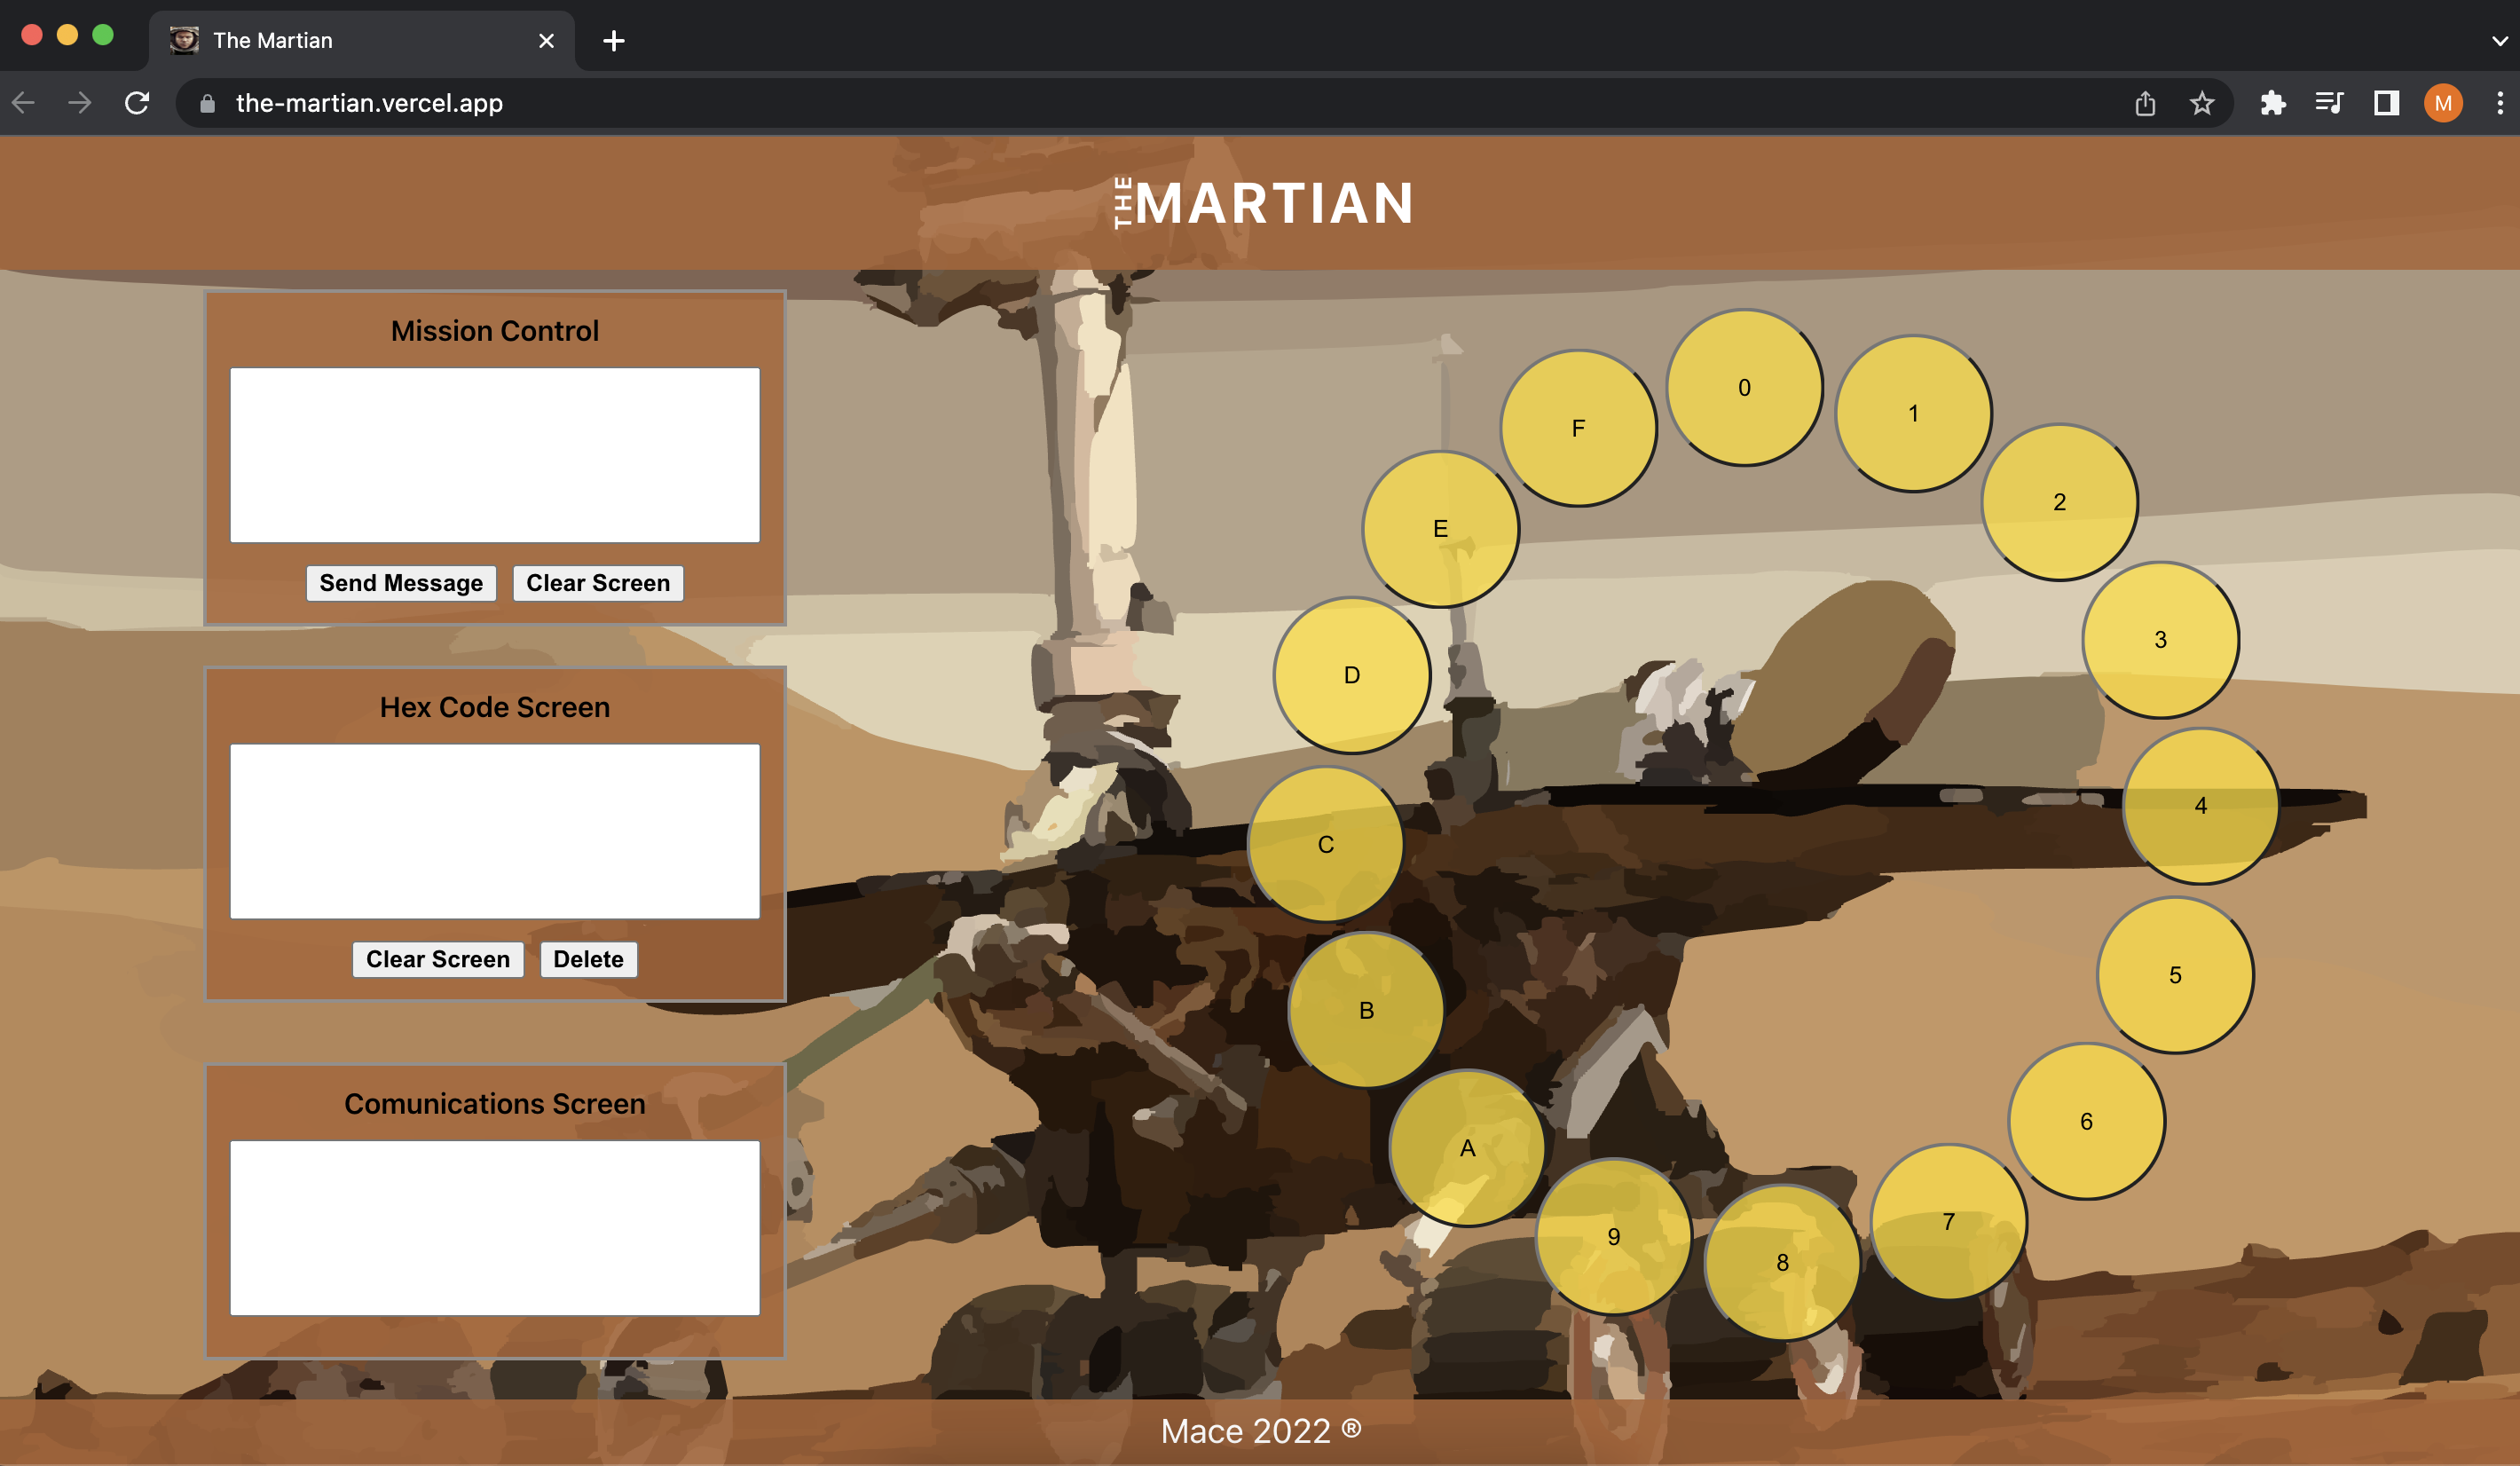 The Martian
the-martian.vercel.app
M
THE MARTIAN
Mission Control
Send Message Clear Screen
Hex Code Screen
Clear Screen Delete
Comunications Screen
0
1
2
3
4
5
6
7
8
9
A
B
C
D
E
F
Mace 2022 ®